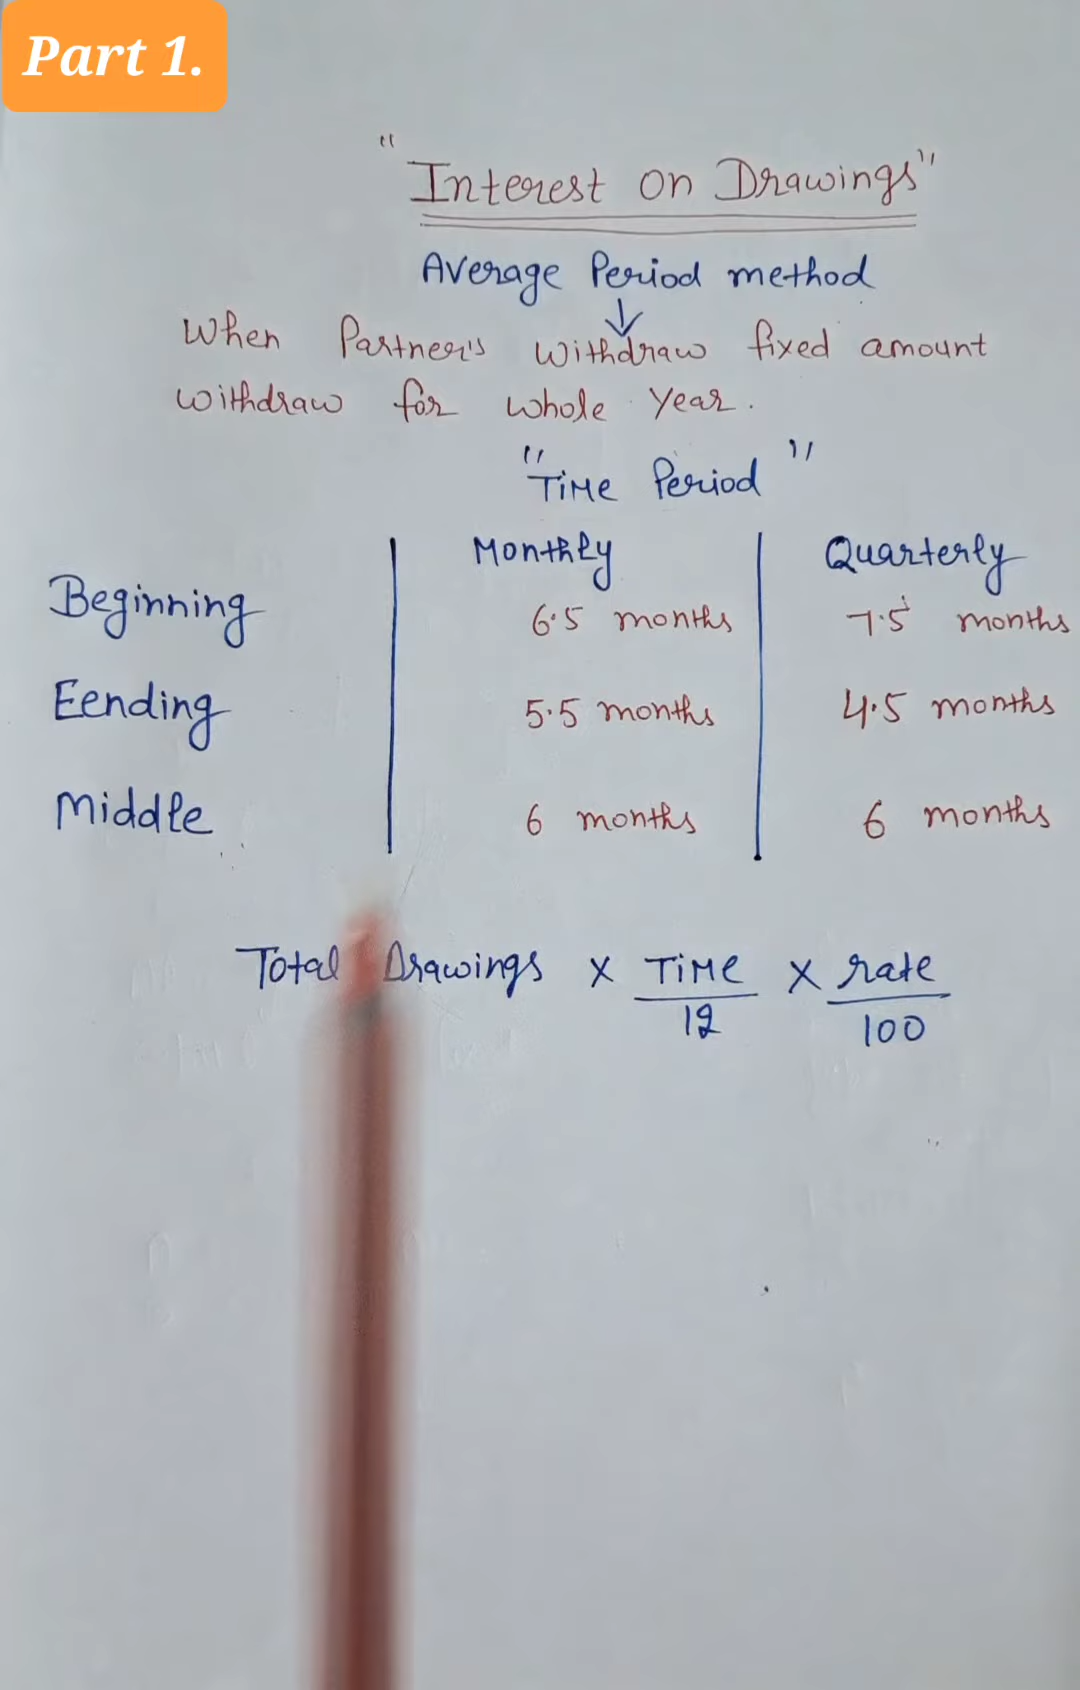 Part 1.
"Interest on Drawings"
Average Period method
↓
When Partner's withdraw fixed amount
withdraw for whole year.
"Time Period"
Monthly Quarterly
Beginning 6.5 months 7.5 months
Eending 5.5 months 4.5 months
Middle 6 months 6 months
Total Drawings x Time/12 x rate/100